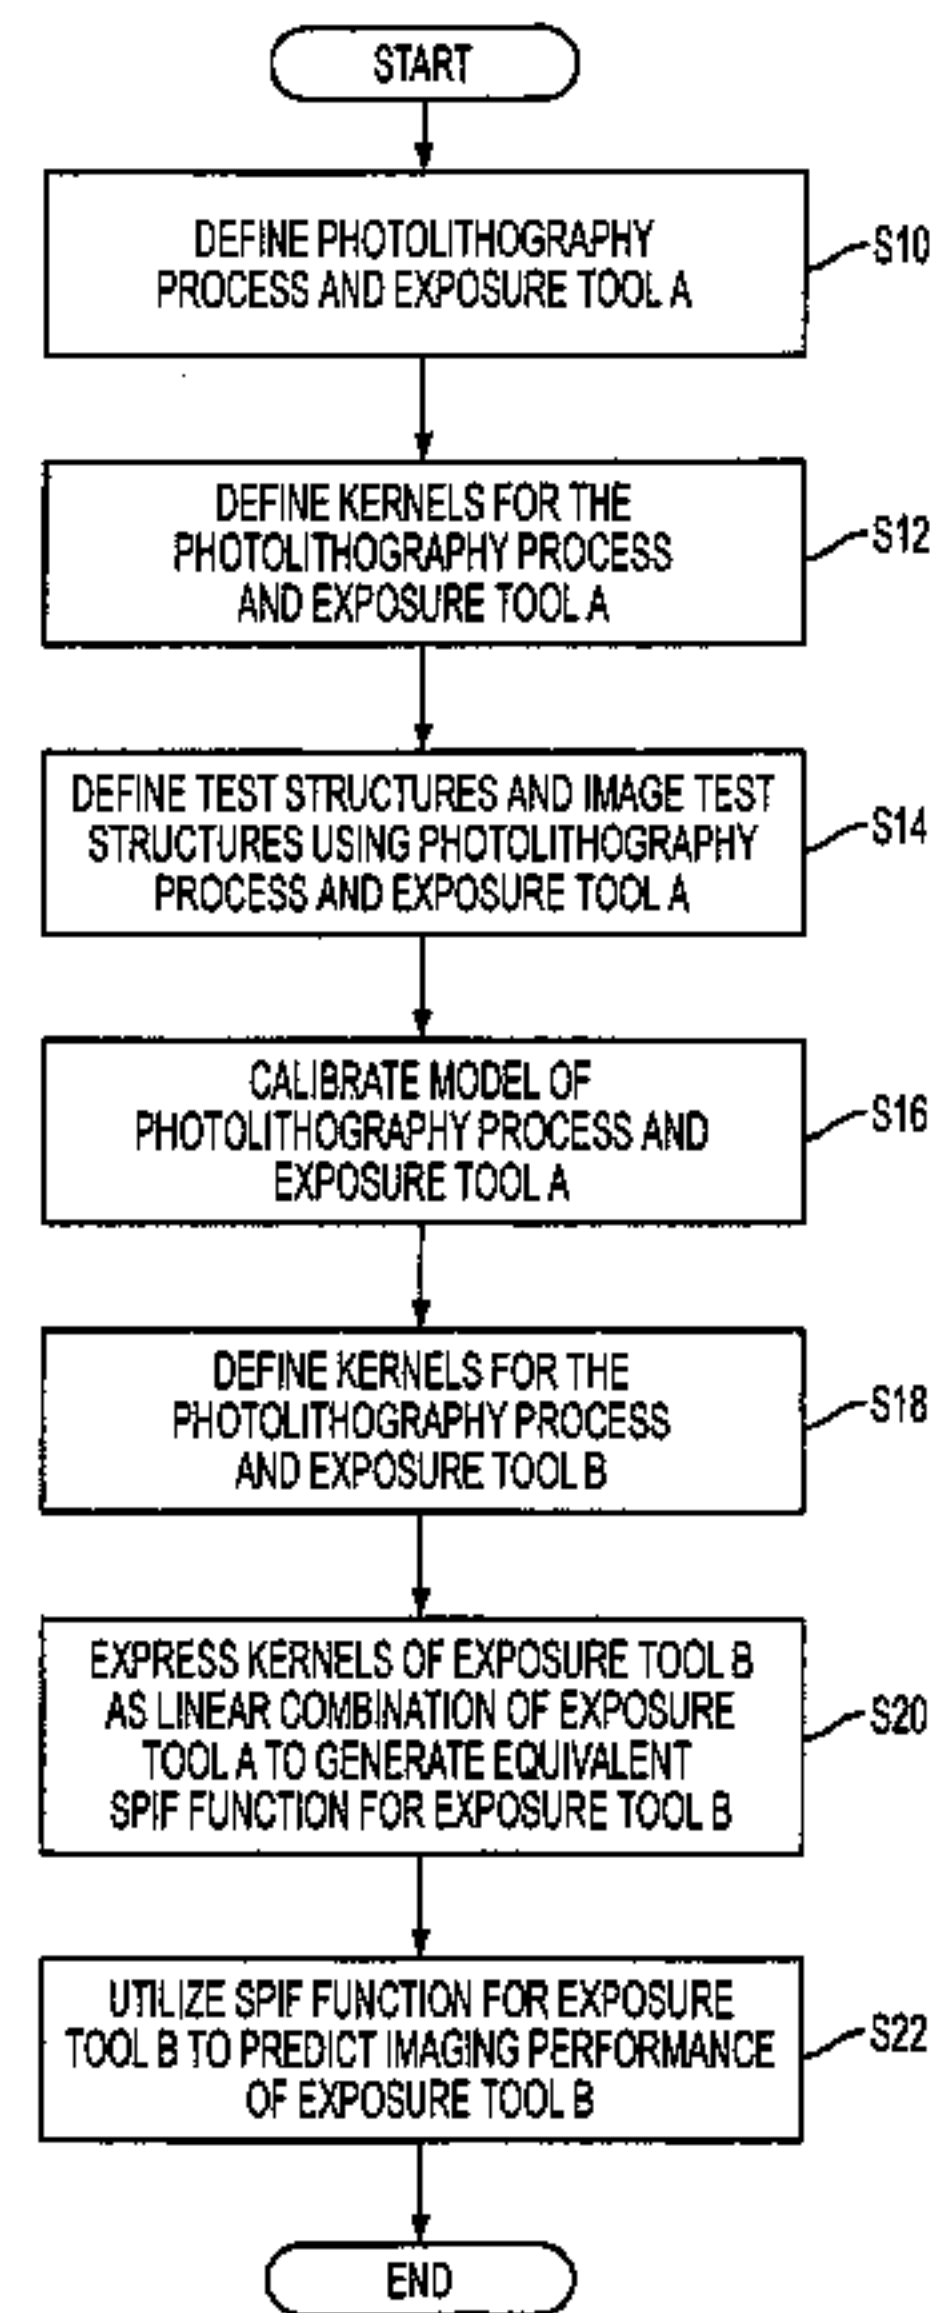 START
DEFINE PHOTOLITHOGRAPHY
PROCESS AND EXPOSURE TOOL A
S10
DEFINE KERNELS FOR THE
PHOTOLITHOGRAPHY PROCESS
AND EXPOSURE TOOL A
S12
DEFINE TEST STRUCTURES AND IMAGE TEST
STRUCTURES USING PHOTOLITHOGRAPHY
PROCESS AND EXPOSURE TOOL A
S14
CALIBRATE MODEL OF
PHOTOLITHOGRAPHY PROCESS AND
EXPOSURE TOOL A
S16
DEFINE KERNELS FOR THE
PHOTOLITHOGRAPHY PROCESS
AND EXPOSURE TOOL B
S18
EXPRESS KERNELS OF EXPOSURE TOOL B
AS LINEAR COMBINATION OF EXPOSURE
TOOL A TO GENERATE EQUIVALENT
SPIF FUNCTION FOR EXPOSURE TOOL B
S20
UTILIZE SPIF FUNCTION FOR EXPOSURE
TOOL B TO PREDICT IMAGING PERFORMANCE
OF EXPOSURE TOOL B
S22
END